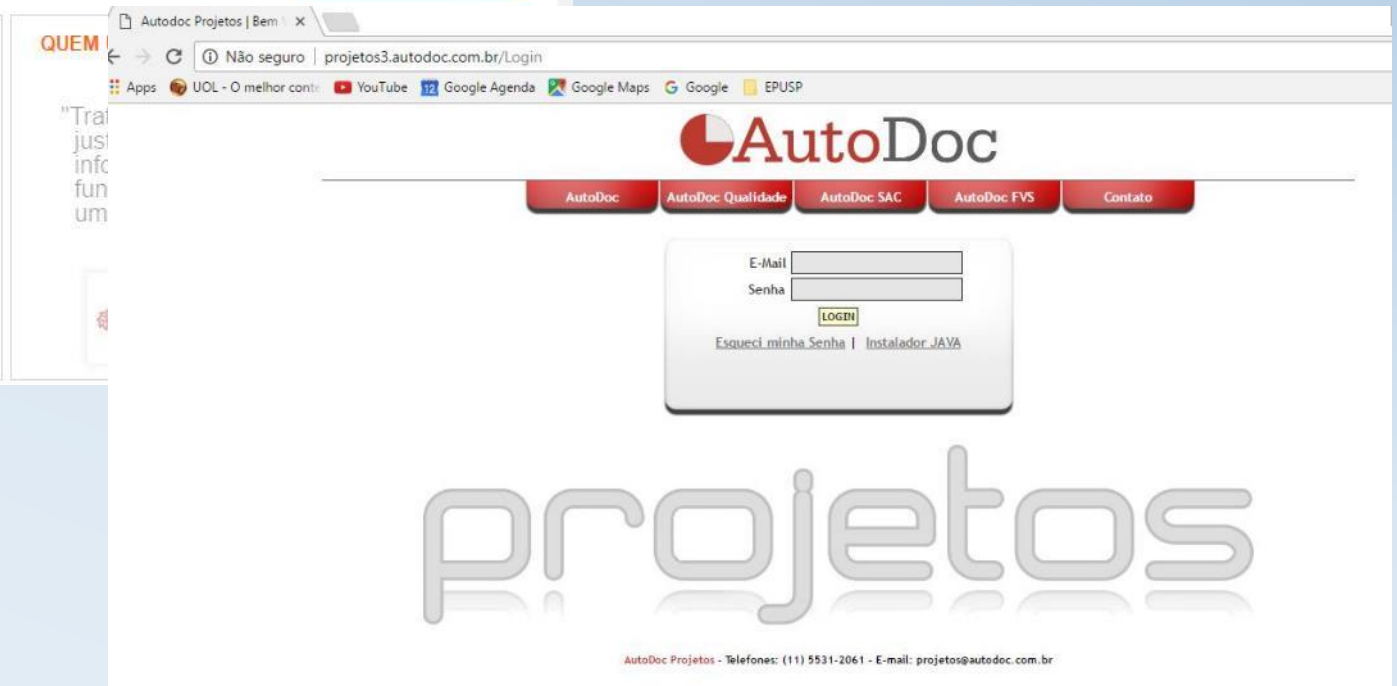 QUEM
"Tra
jus
info
fun
um
Autodoc Projetos | Bem
Não seguro | projetos3.autodoc.com.br/Login
Apps UOL - O melhor conte YouTube 12 Google Agenda Google Maps G Google EPUSP
AutoDoc
AutoDoc AutoDoc Qualidade AutoDoc SAC AutoDoc FVS Contato
E-Mail
Senha
LOGIN
Esqueci minha Senha | Instalador JAVA
projetos
AutoDoc Projetos - Telefones: (11) 5531-2061 - E-mail: projetos@autodoc.com.br